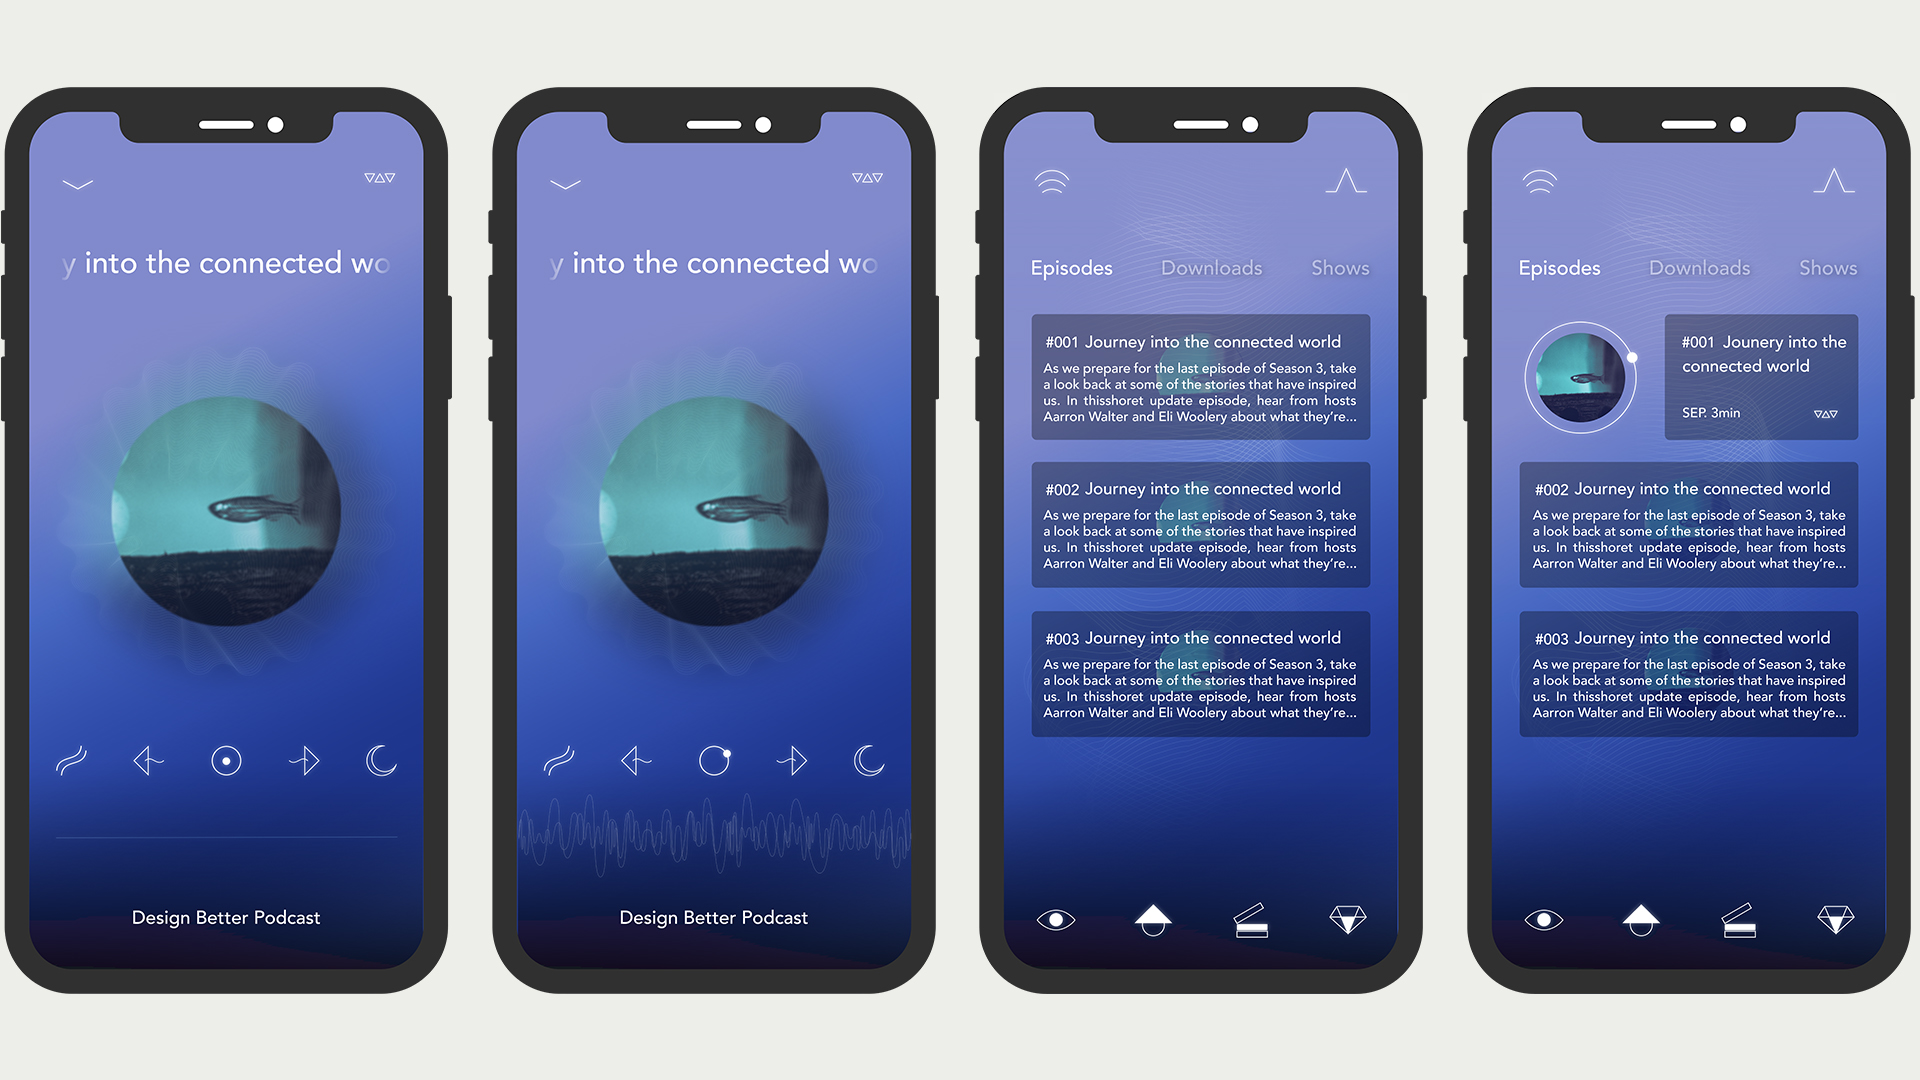 y into the connected wo
Design Better Podcast
y into the connected wo
Design Better Podcast
Episodes Downloads Shows
#001 Journey into the connected world
As we prepare for the last episode of Season 3, take
a look back at some of the stories that have inspired
us. In thisshoret update episode, hear from hosts
Aarron Walter and Eli Woolery about what they're...
#002 Journey into the connected world
As we prepare for the last episode of Season 3, take
a look back at some of the stories that have inspired
us. In thisshoret update episode, hear from hosts
Aarron Walter and Eli Woolery about what they're...
#003 Journey into the connected world
As we prepare for the last episode of Season 3, take
a look back at some of the stories that have inspired
us. In thisshoret update episode, hear from hosts
Aarron Walter and Eli Woolery about what they're...
Episodes Downloads Shows
#001 Jounery into the
connected world
SEP. 3min
#002 Journey into the connected world
As we prepare for the last episode of Season 3, take
a look back at some of the stories that have inspired
us. In thisshoret update episode, hear from hosts
Aarron Walter and Eli Woolery about what they're...
#003 Journey into the connected world
As we prepare for the last episode of Season 3, take
a look back at some of the stories that have inspired
us. In thisshoret update episode, hear from hosts
Aarron Walter and Eli Woolery about what they're...